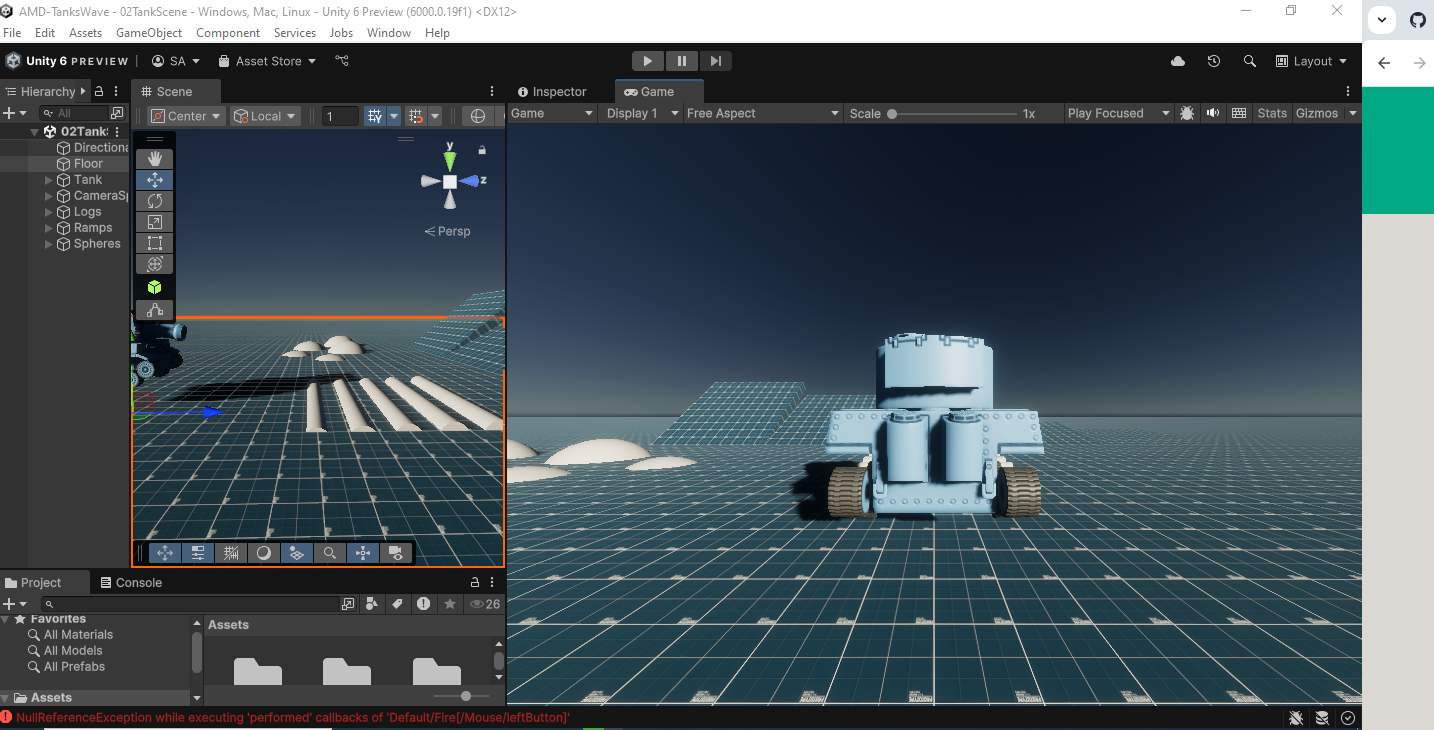 AMD-TanksWave - 02TankScene - Windows, Mac, Linux - Unity 6 Preview (6000.0.19f1) <DX12>
File Edit Assets GameObject Component Services Jobs Window Help
Unity 6 PREVIEW SA Asset Store Layout
Hierarchy Scene Inspector Game
All Center Local 1 Game Display 1 Free Aspect Scale 1x Play Focused Stats Gizmos
02Tank
Directiona
Floor
Tank
CameraSp
Logs
Ramps
Spheres
y
z
Persp
Project Console
26
Favorites
All Materials
All Models
All Prefabs
Assets
Assets
NullReferenceException while executing 'performed' callbacks of 'Default/Fire[/Mouse/leftButton]'